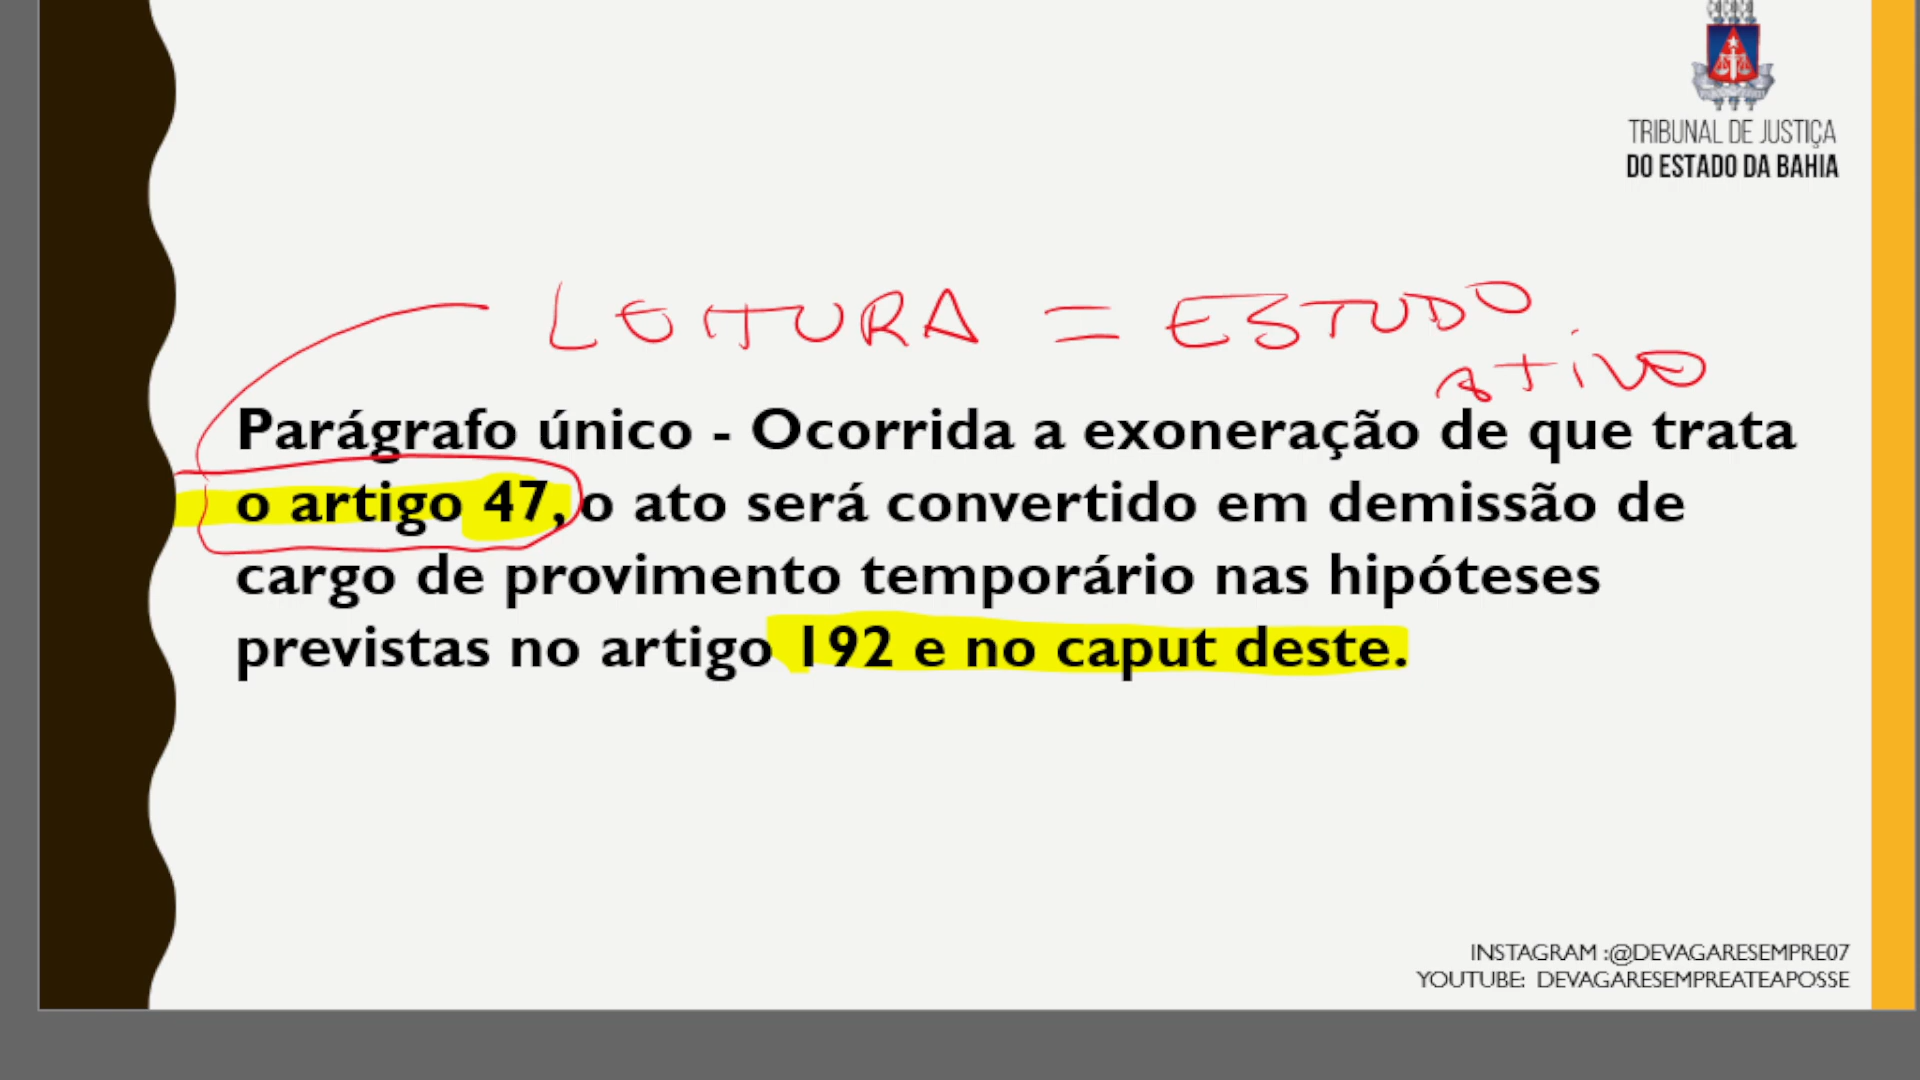 TRIBUNAL DE JUSTIÇA
DO ESTADO DA BAHIA
LEITURA = ESTUDO
ativo
Parágrafo único - Ocorrida a exoneração de que trata
o artigo 47, o ato será convertido em demissão de
cargo de provimento temporário nas hipóteses
previstas no artigo 192 e no caput deste.
INSTAGRAM :@DEVAGARESEMPRE07
YOUTUBE: DEVAGARESEMPREATEAPOSSE